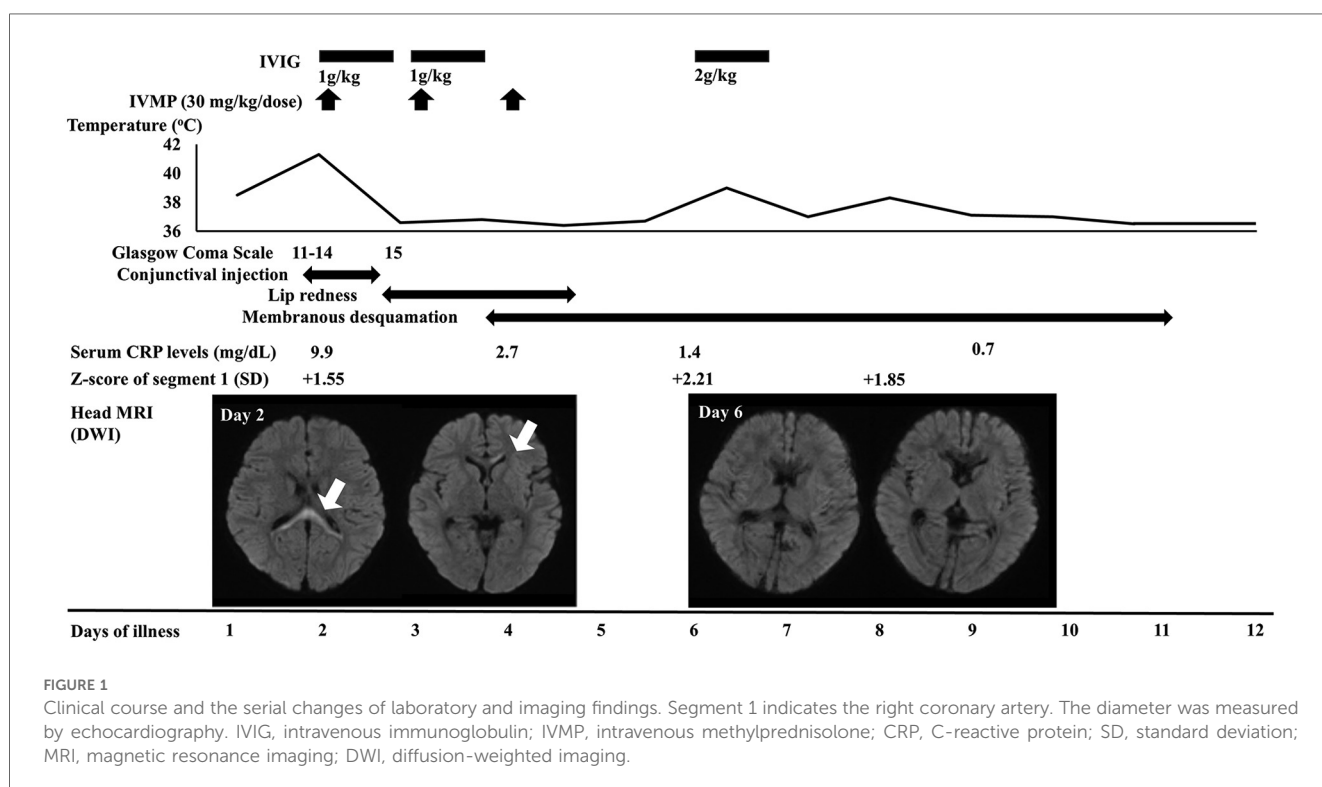 IVIG
1g/kg 1g/kg 2g/kg
IVMP (30 mg/kg/dose)
Temperature (°C)
42
40
38
36
Glasgow Coma Scale 11-14 15
Conjunctival injection
Lip redness
Membranous desquamation
Serum CRP levels (mg/dL) 9.9 2.7 1.4 0.7
Z-score of segment 1 (SD) +1.55 +2.21 +1.85
Head MRI
(DWI)
Day 2 Day 6
Days of illness 1 2 3 4 5 6 7 8 9 10 11 12
FIGURE 1
Clinical course and the serial changes of laboratory and imaging findings. Segment 1 indicates the right coronary artery. The diameter was measured
by echocardiography. IVIG, intravenous immunoglobulin; IVMP, intravenous methylprednisolone; CRP, C-reactive protein; SD, standard deviation;
MRI, magnetic resonance imaging; DWI, diffusion-weighted imaging.